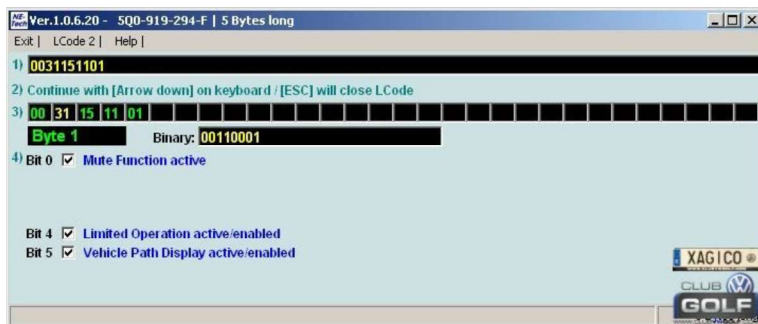 NE-Tech Ver.1.0.6.20 - 5Q0-919-294-F | 5 Bytes long
Exit | LCode 2 | Help |
1) 0031151101
2) Continue with [Arrow down] on keyboard / [ESC] will close LCode
3) 00 31 15 11 01
Byte 1 Binary: 00110001
4) Bit 0 Mute Function active
Bit 4 Limited Operation active/enabled
Bit 5 Vehicle Path Display active/enabled
XAGICO
CLUB
GOLF